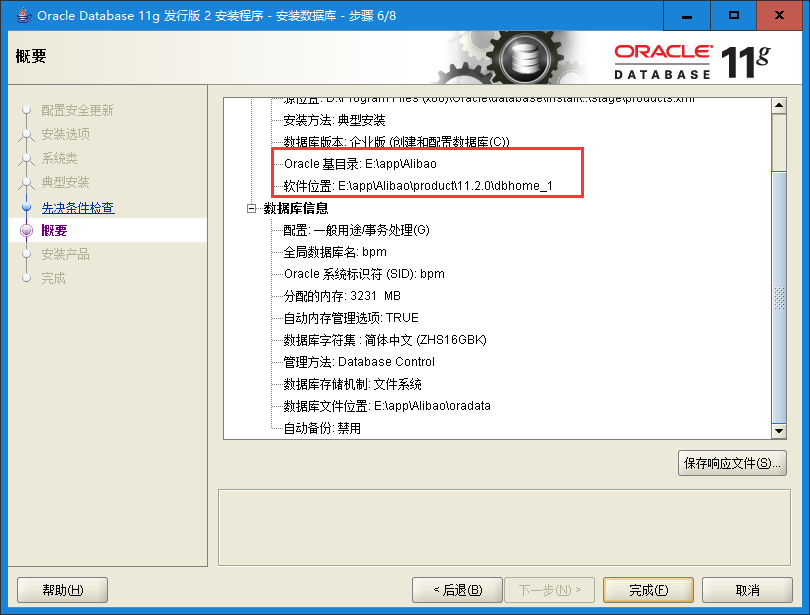 Oracle Database 11g 发行版 2 安装程序 - 安装数据库 - 步骤 6/8
概要
ORACLE
DATABASE
11g
配置安全更新
安装选项
系统类
典型安装
先决条件检查
概要
安装产品
完成
源位置: D:\Program Files (x86)\Oracle\database\install\..\stage\products.xml
安装方法: 典型安装
数据库版本: 企业版 (创建和配置数据库(C))
Oracle 基目录: E:\app\Alibao
软件位置: E:\app\Alibao\product\11.2.0\dbhome_1
数据库信息
配置: 一般用途/事务处理(G)
全局数据库名: bpm
Oracle 系统标识符 (SID): bpm
分配的内存: 3231 MB
自动内存管理选项: TRUE
数据库字符集 : 简体中文 (ZHS16GBK)
管理方法: Database Control
数据库存储机制: 文件系统
数据库文件位置: E:\app\Alibao\oradata
自动备份: 禁用
保存响应文件(S)...
帮助(H)
< 后退(B)
下一步(N) >
完成(F)
取消